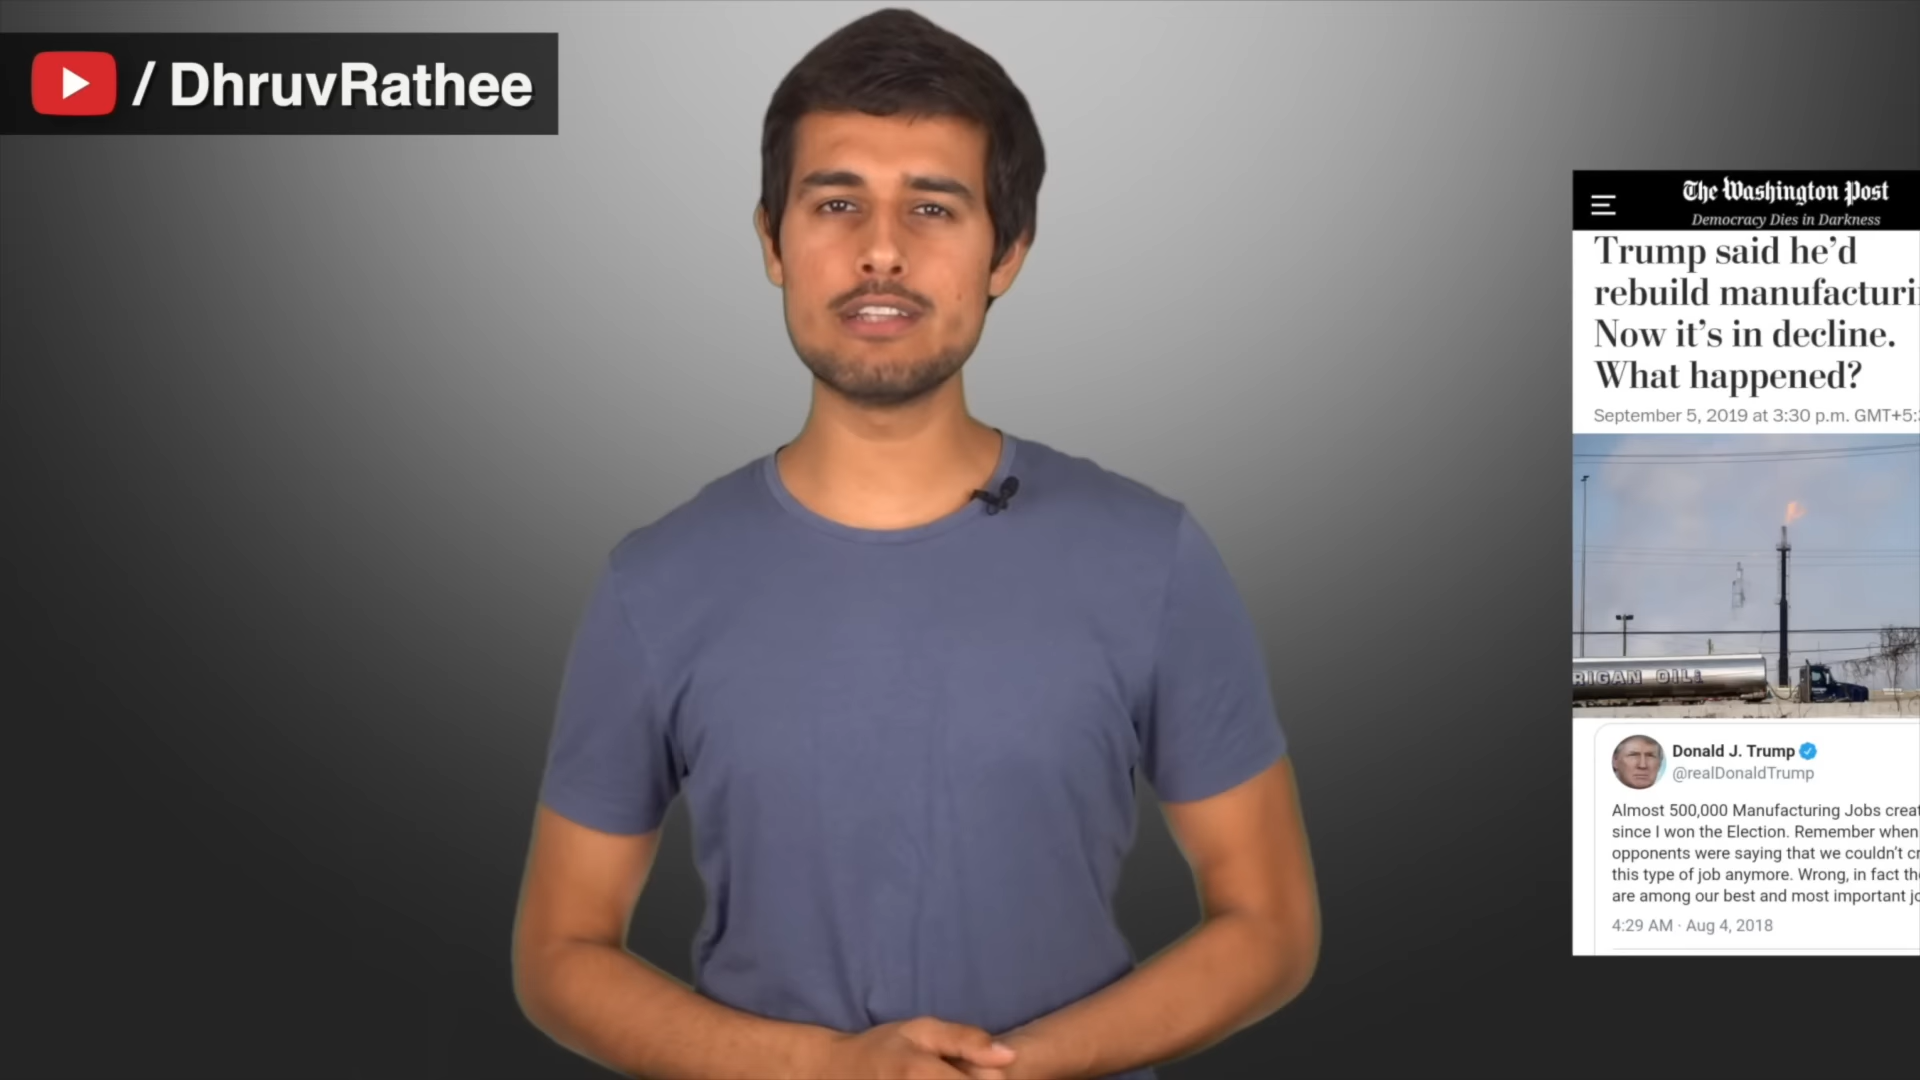 / DhruvRathee
The Washington Post
Democracy Dies in Darkness
Trump said he’d
rebuild
Now it’s in decline.
What happened?
September 5, 2019 at 3:30 p.m.
RIGAN OIL
Donald J. Trump
@realDonaldTrump
Almost 500,000 Manufacturing Jobs
since I won the Election. Remember when
opponents were saying that we couldn’t
this type of job anymore. Wrong, in fact
are among our best and most important
4:29 AM · Aug 4, 2018